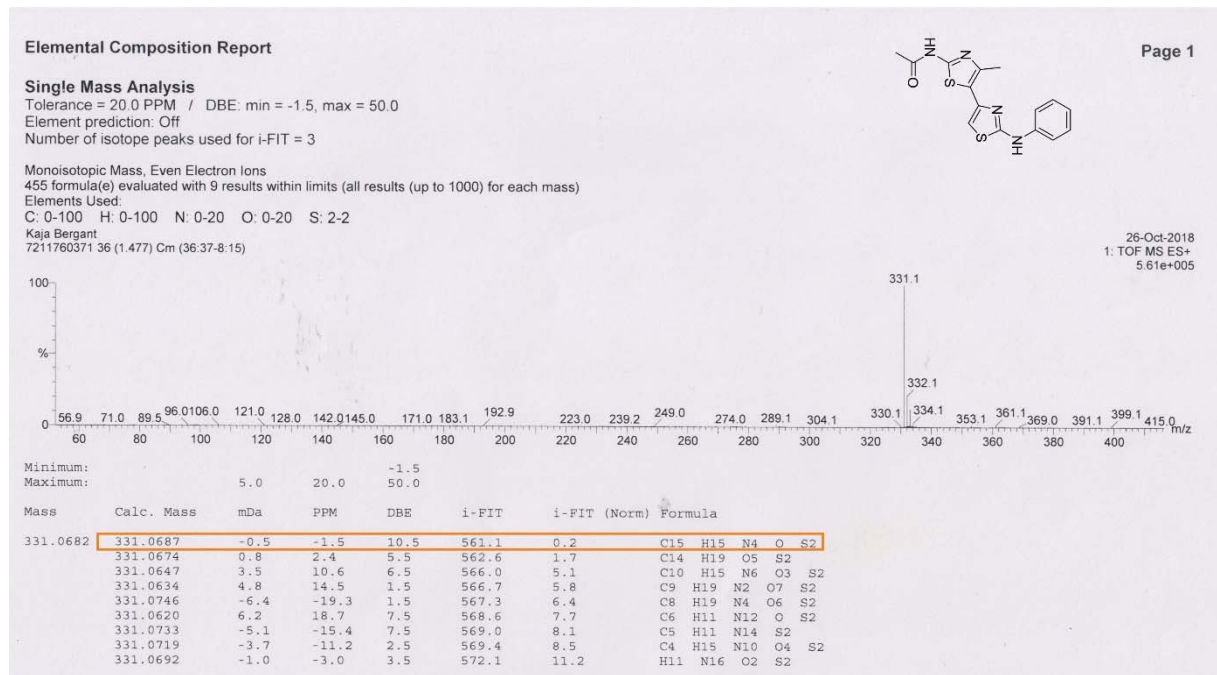 Elemental Composition Report
Page 1
Single Mass Analysis
Tolerance = 20.0 PPM / DBE: min = -1.5, max = 50.0
Element prediction: Off
Number of isotope peaks used for i-FIT = 3
Monoisotopic Mass, Even Electron Ions
455 formula(e) evaluated with 9 results within limits (all results (up to 1000) for each mass)
Elements Used:
C: 0-100 H: 0-100 N: 0-20 O: 0-20 S: 2-2
Kaja Bergant
7211760371 36 (1.477) Cm (36:37-8:15)
26-Oct-2018
1: TOF MS ES+
5.61e+005
H N N
O S
N
S N
H
100
331.1
%
332.1
0 56.9 71.0 89.5 96.0 106.0 121.0 128.0 142.0 145.0 171.0 183.1 192.9 223.0 239.2 249.0 274.0 289.1 304.1 330.1 334.1 353.1 361.1 369.0 391.1 399.1 415.0 m/z
60 80 100 120 140 160 180 200 220 240 260 280 300 320 340 360 380 400
Minimum: -1.5
Maximum: 5.0 20.0 50.0
Mass Calc. Mass mDa PPM DBE i-FIT i-FIT (Norm) Formula
331.0682 331.0687 -0.5 -1.5 10.5 561.1 0.2 C15 H15 N4 O S2
331.0674 0.8 2.4 5.5 562.6 1.7 C14 H19 O5 S2
331.0647 3.5 10.6 6.5 566.0 5.1 C10 H15 N6 O3 S2
331.0634 4.8 14.5 1.5 566.7 5.8 C9 H19 N2 O7 S2
331.0746 -6.4 -19.3 1.5 567.3 6.4 C8 H19 N4 O6 S2
331.0620 6.2 18.7 7.5 568.6 7.7 C6 H11 N12 O S2
331.0733 -5.1 -15.4 7.5 569.0 8.1 C5 H11 N14 S2
331.0719 -3.7 -11.2 2.5 569.4 8.5 C4 H15 N10 O4 S2
331.0692 -1.0 -3.0 3.5 572.1 11.2 H11 N16 O2 S2